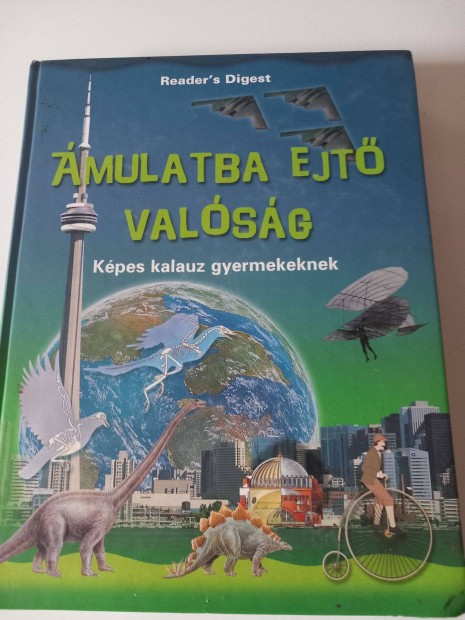 Reader's Digest
ÁMULATBA EJTŐ
VALÓSÁG
Képes kalauz gyermekeknek